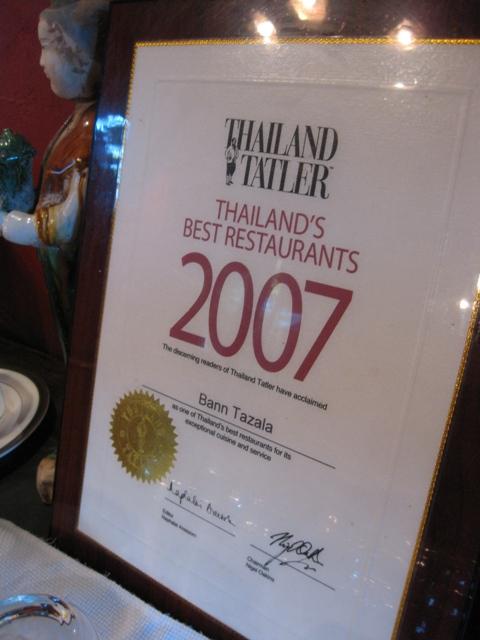 THAILAND
TATLER
THAILAND'S
BEST RESTAURANTS
2007
The discerning readers of Thailand Tatler have acclaimed
Bann Tazala
as one of Thailand's best restaurants for its
exceptional cuisine and service
Editor
Chairman